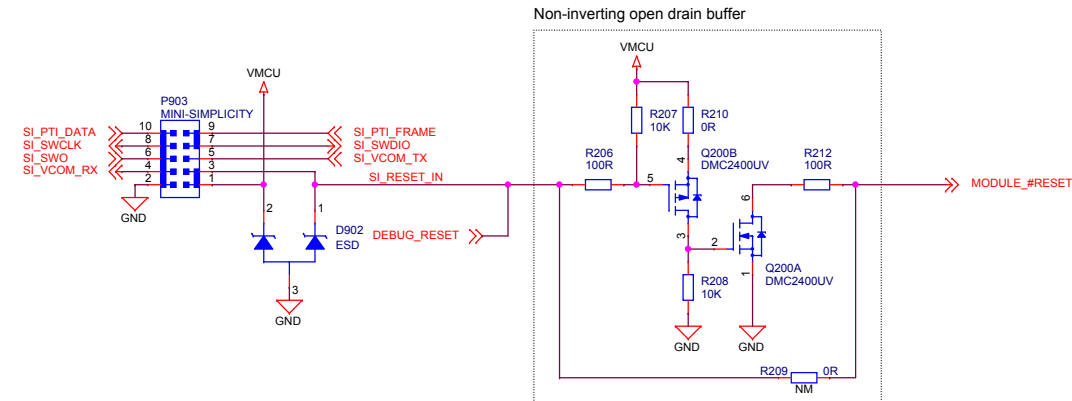 Non-inverting open drain buffer
VMCU
VMCU
P903
MINI-SIMPLICITY
SI_PTI_DATA 10 9 SI_PTI_FRAME
SI_SWCLK 8 7 SI_SWDIO
SI_SWO 6 5 SI_VCOM_TX
SI_VCOM_RX 4 3
2 1
GND
SI_RESET_IN
2 1
D902
ESD
3
GND
DEBUG_RESET
R207
10K
R210
0R
R206
100R
4
Q200B
DMC2400UV
5
3
R212
100R
6
MODULE_#RESET
2
1
Q200A
DMC2400UV
R208
10K
GND
GND
R209 0R
NM